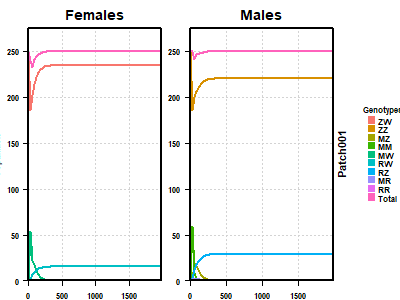 Females
Males
250
200
150
100
50
0
0
500
1000
1500
250
200
150
100
50
0
0
500
1000
1500
Patch001
Genotypes
ZW
ZZ
MZ
MM
MW
RW
RZ
MR
RR
Total